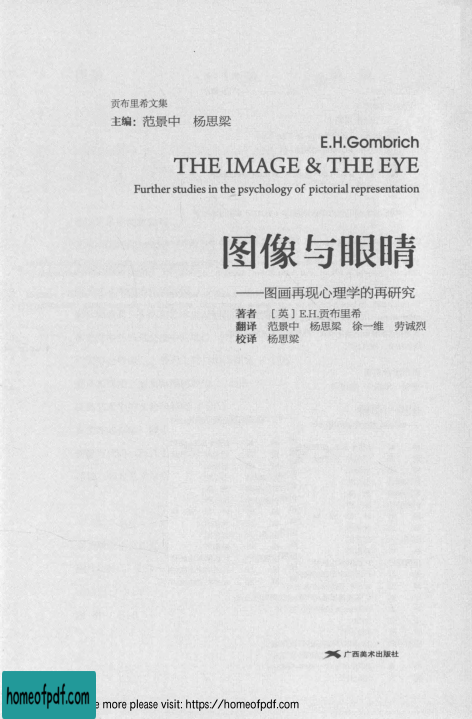 贡布里希文集
主编：范景中　杨思梁
E.H.Gombrich
THE IMAGE & THE EYE
Further studies in the psychology of pictorial representation
图像与眼睛
——图画再现心理学的再研究
著者　［英］E.H.贡布里希
翻译　范景中　杨思梁　徐一维　劳诚烈
校译　杨思梁
广西美术出版社
homeofpdf.com
e more please visit: https://homeofpdf.com